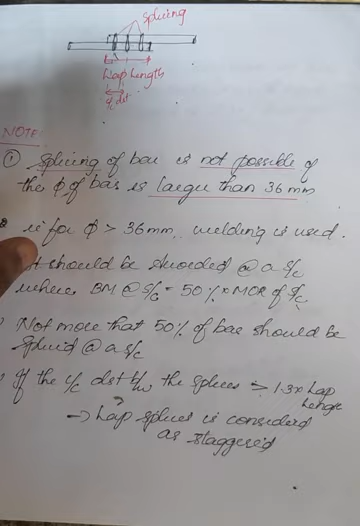 Splicing
Lap Length
c/c dist
NOTE:
① Splicing of bar is not possible if
the ϕ of bar is larger than 36 mm
ie for ϕ > 36mm, welding is used.
It should be avoided @ a s/c
where BM @ s/c = 50% x MOR of s/c
Not more that 50% of bar should be
spliced @ a s/c
If the c/c dist b/w the splices > 1.3 x Lap
Length
→ Lap splices is considered
as staggered